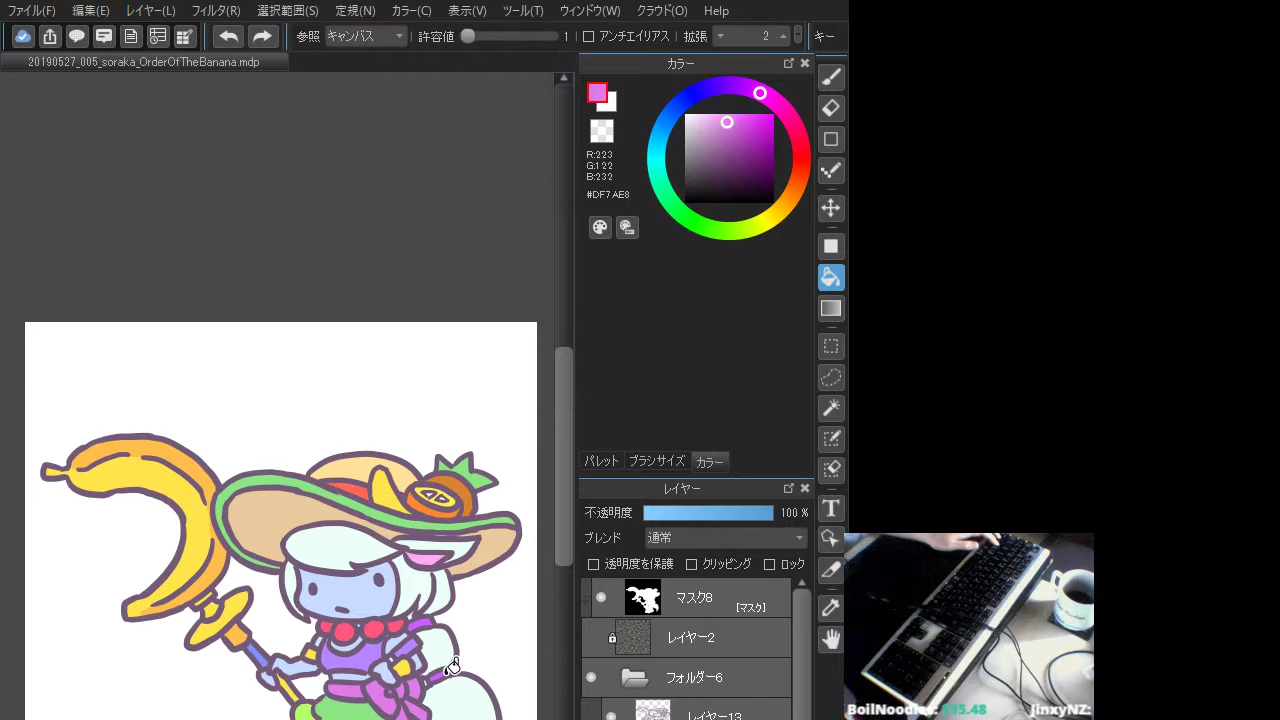 ファイル(F) 編集(E) レイヤー(L) フィルタ(R) 選択範囲(S) 定規(N) カラー(C) 表示(V) ツール(T) ウィンドウ(W) クラウド(O) Help
参照 キャンバス 許容値 1 アンチエイリアス 拡張 2 キー
20190527_005_soraka_OrderOfTheBanana.mdp
カラー
R:223
G:122
B:232
#DF7AE8
パレット ブラシサイズ カラー
レイヤー
不透明度 100 %
ブレンド 通常
透明度を保護 クリッピング ロック
マスク8 [マスク]
レイヤー2
フォルダー6
レイヤー13
BoilNoodles: $15.48 JinxyNZ: